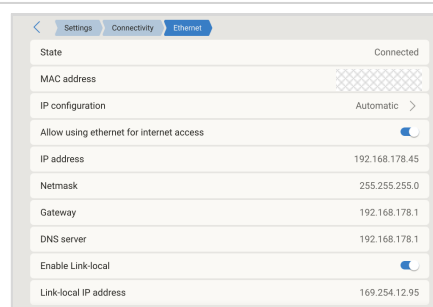 Settings Connectivity Ethernet
State Connected
MAC address
IP configuration Automatic
Allow using ethernet for internet access
IP address 192.168.178.45
Netmask 255.255.255.0
Gateway 192.168.178.1
DNS server 192.168.178.1
Enable Link-local
Link-local IP address 169.254.12.95